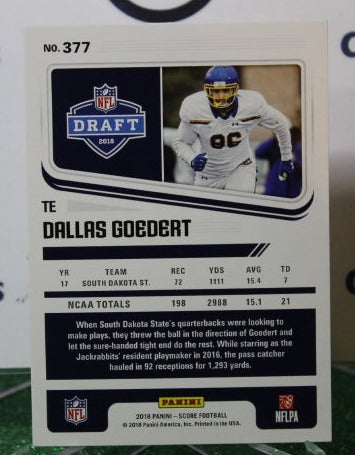 NO. 377
NFL
DRAFT
2018
86
TE
DALLAS GOEDERT
YR TEAM REC YDS AVG TD
17 SOUTH DAKOTA ST. 72 1111 15.4 7
NCAA TOTALS 198 2988 15.1 21
When South Dakota State's quarterbacks were looking to
make plays, they threw the ball in the direction of Goedert and
let the sure-handed tight end do the rest. While starring as the
Jackrabbits' resident playmaker in 2016, the pass catcher
hauled in 92 receptions for 1,293 yards.
NFL
PANINI
NFLPA
2018 PANINI – SCORE FOOTBALL
© 2018 Panini America, Inc. Printed in the USA.